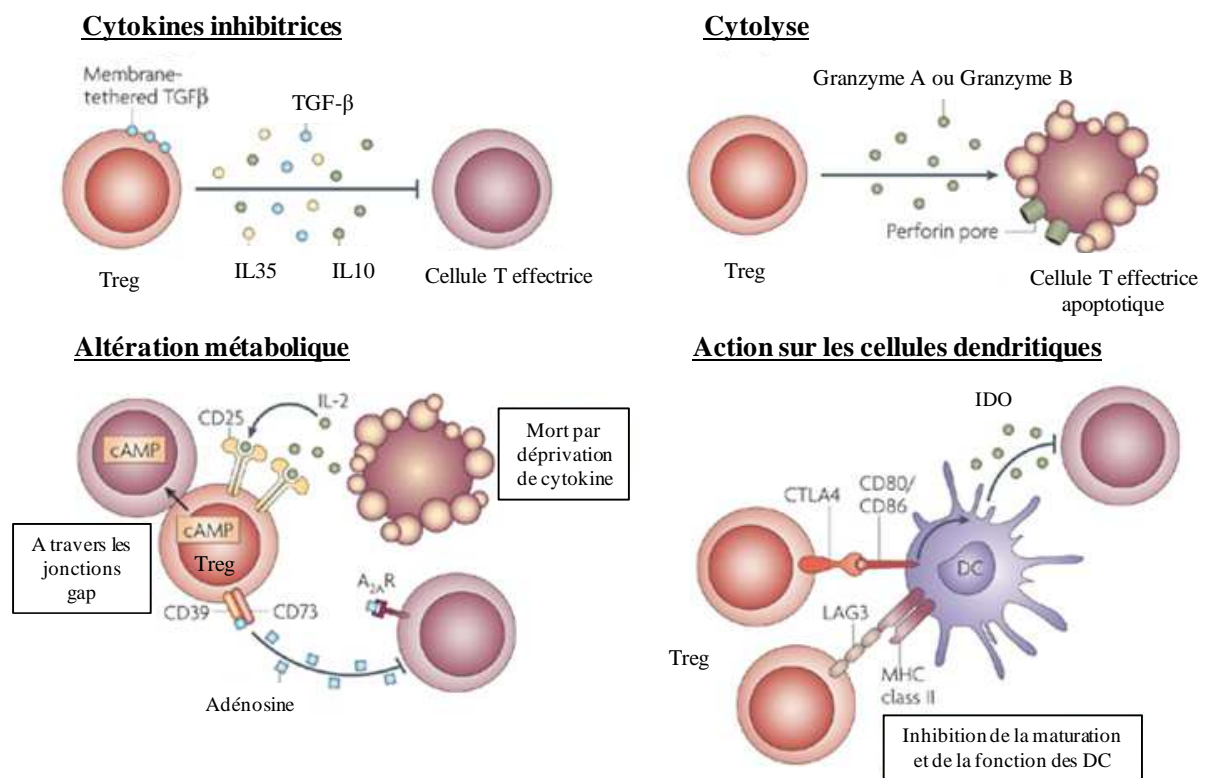 Cytokines inhibitrices
Membrane-
tethered TGFβ
TGF-β
Treg
IL35
IL10
Cellule T effectrice
Cytolyse
Granzyme A ou Granzyme B
Perforin pore
Treg
Cellule T effectrice
apoptotique
Altération métabolique
cAMP
CD25
IL-2
Mort par
déprivation
de cytokine
cAMP
Treg
A travers les
jonctions
gap
CD39
CD73
A2AR
Adénosine
Action sur les cellules dendritiques
IDO
CTLA4
CD80/
CD86
DC
LAG3
Treg
MHC
class II
Inhibition de la maturation
et de la fonction des DC